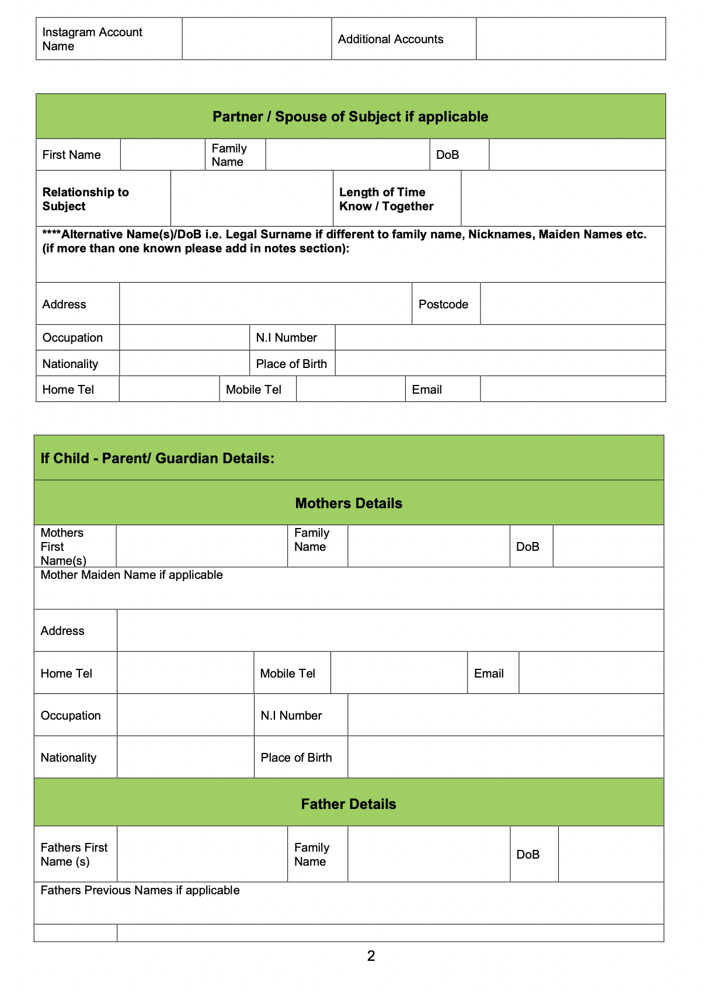 Instagram Account
Name
Additional Accounts
Partner / Spouse of Subject if applicable
First Name
Family
Name
DoB
Relationship to
Subject
Length of Time
Know / Together
****Alternative Name(s)/DoB i.e. Legal Surname if different to family name, Nicknames, Maiden Names etc.
(if more than one known please add in notes section):
Address
Postcode
Occupation
N.I Number
Nationality
Place of Birth
Home Tel
Mobile Tel
Email
If Child - Parent/ Guardian Details:
Mothers Details
Mothers
First
Name(s)
Family
Name
DoB
Mother Maiden Name if applicable
Address
Home Tel
Mobile Tel
Email
Occupation
N.I Number
Nationality
Place of Birth
Father Details
Fathers First
Name (s)
Family
Name
DoB
Fathers Previous Names if applicable
2